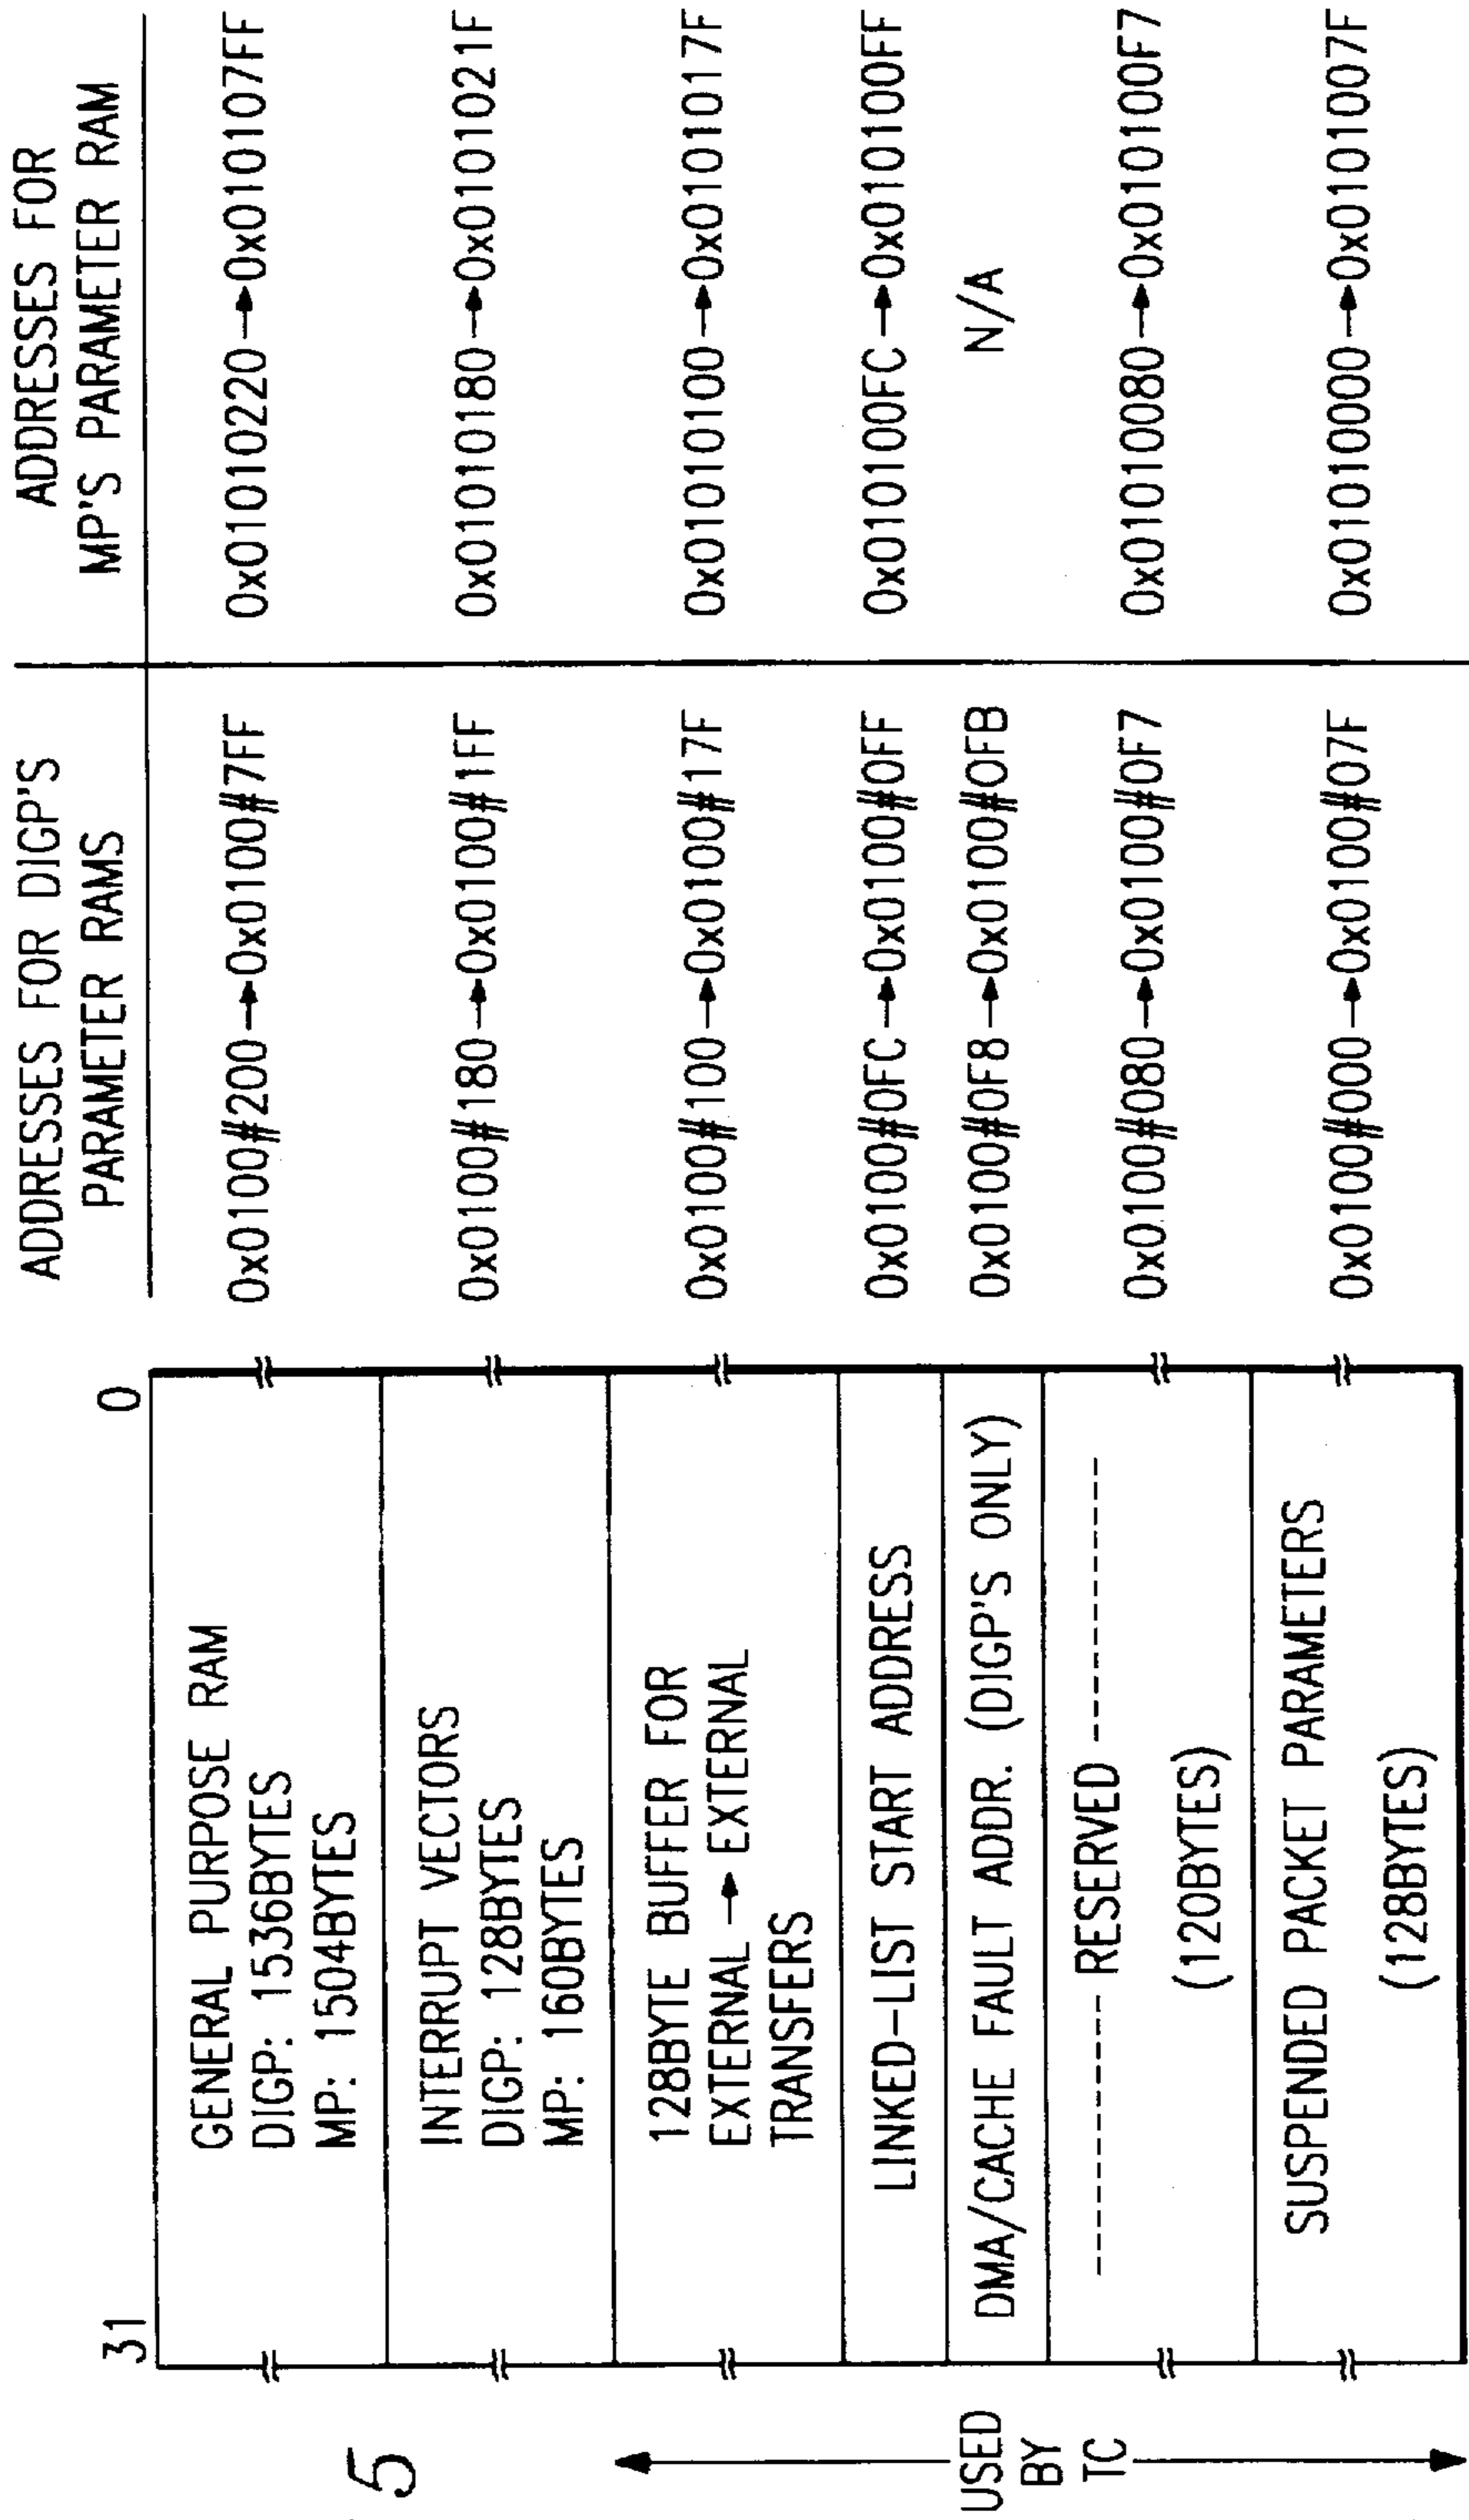 5
31 0
ADDRESSES FOR DIGP'S
PARAMETER RAMS
ADDRESSES FOR
MP'S PARAMETER RAM
GENERAL PURPOSE RAM
DIGP: 1536BYTES
MP: 1504BYTES
0x0100#200→0x0100#7FF
0x01010220→0x010107FF
INTERRUPT VECTORS
DIGP: 128BYTES
MP: 160BYTES
0x0100#180→0x0100#1FF
0x01010180→0x0101021F
128BYTE BUFFER FOR
EXTERNAL→EXTERNAL
TRANSFERS
0x0100#100→0x0100#17F
0x01010100→0x0101017F
LINKED-LIST START ADDRESS
0x0100#0FC→0x0100#0FF
0x010100FC→0x010100FF
DMA/CACHE FAULT ADDR. (DIGP'S ONLY)
0x0100#0F8→0x0100#0FB
N/A
---------- RESERVED ----------
(120BYTES)
0x0100#080→0x0100#0F7
0x01010080→0x010100F7
SUSPENDED PACKET PARAMETERS
(128BYTES)
0x0100#000→0x0100#07F
0x01010000→0x0101007F
USED
BY
TC